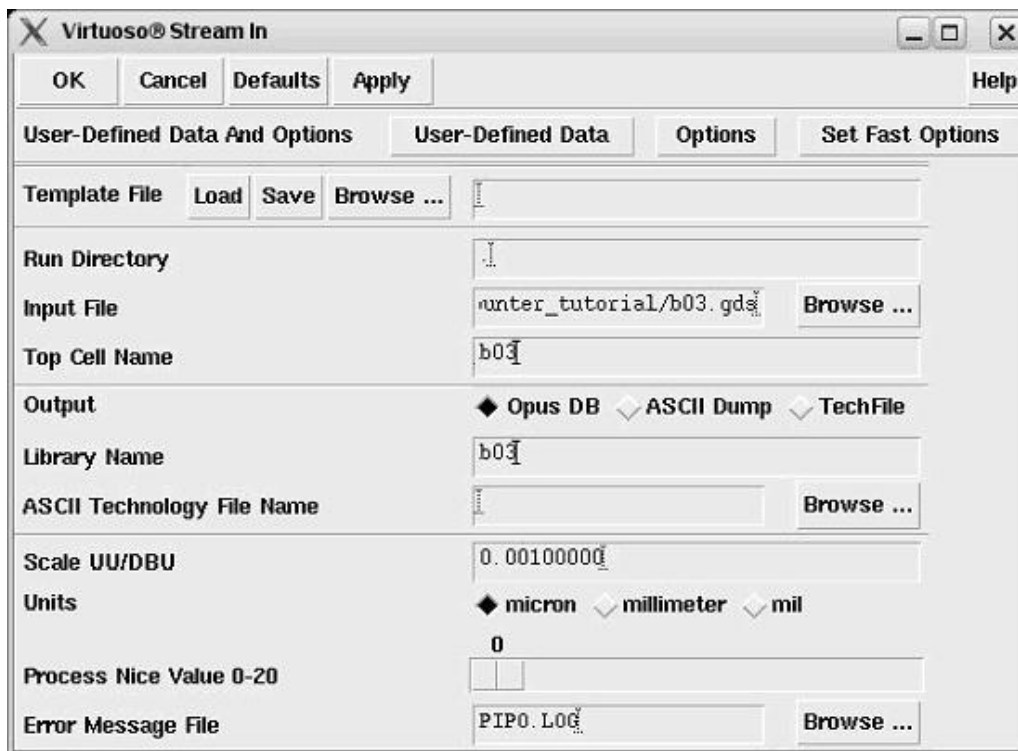 Virtuoso® Stream In
OK Cancel Defaults Apply Help
User-Defined Data And Options User-Defined Data Options Set Fast Options
Template File Load Save Browse ...
Run Directory .
Input File unter_tutorial/b03.gds Browse ...
Top Cell Name b03
Output Opus DB ASCII Dump TechFile
Library Name b03
ASCII Technology File Name Browse ...
Scale UU/DBU 0.00100000
Units micron millimeter mil
0
Process Nice Value 0-20
Error Message File PIPO.LOG Browse ...